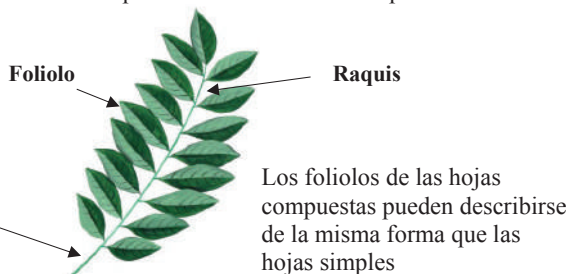 Foliolo
Raquis
Los foliolos de las hojas
compuestas pueden describirse
de la misma forma que las
hojas simples